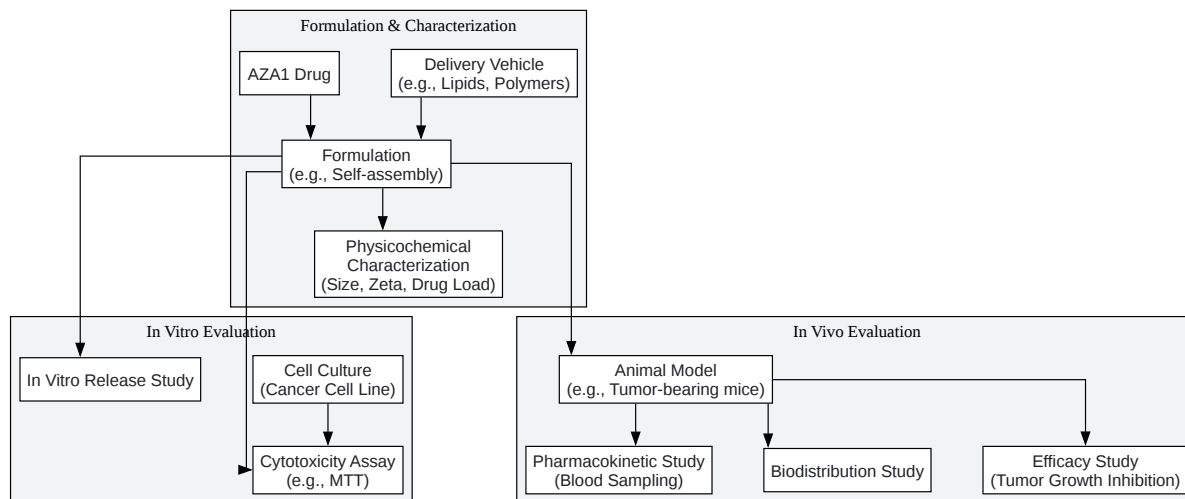 Formulation & Characterization
AZA1 Drug
Delivery Vehicle
(e.g., Lipids, Polymers)
Formulation
(e.g., Self-assembly)
Physicochemical
Characterization
(Size, Zeta, Drug Load)
In Vitro Evaluation
In Vitro Release Study
Cell Culture
(Cancer Cell Line)
Cytotoxicity Assay
(e.g., MTT)
In Vivo Evaluation
Animal Model
(e.g., Tumor-bearing mice)
Pharmacokinetic Study
(Blood Sampling)
Biodistribution Study
Efficacy Study
(Tumor Growth Inhibition)